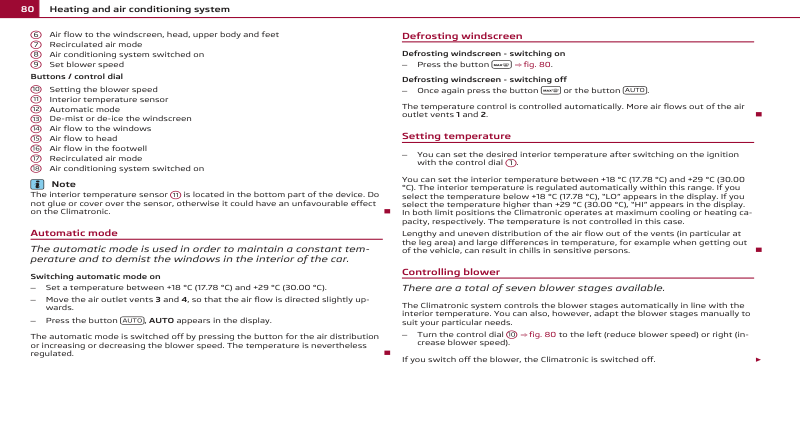 80 Heating and air conditioning system
6 Air flow to the windscreen, head, upper body and feet
7 Recirculated air mode
8 Air conditioning system switched on
9 Set blower speed
Buttons / control dial
10 Setting the blower speed
11 Interior temperature sensor
12 Automatic mode
13 De-mist or de-ice the windscreen
14 Air flow to the windows
15 Air flow to head
16 Air flow in the footwell
17 Recirculated air mode
18 Air conditioning system switched on
i Note
The interior temperature sensor 11 is located in the bottom part of the device. Do
not glue or cover over the sensor, otherwise it could have an unfavourable effect
on the Climatronic.
Automatic mode
The automatic mode is used in order to maintain a constant tem-
perature and to demist the windows in the interior of the car.
Switching automatic mode on
– Set a temperature between +18 °C (17.78 °C) and +29 °C (30.00 °C).
– Move the air outlet vents 3 and 4, so that the air flow is directed slightly up-
wards.
– Press the button AUTO, AUTO appears in the display.
The automatic mode is switched off by pressing the button for the air distribution
or increasing or decreasing the blower speed. The temperature is nevertheless
regulated.
Defrosting windscreen
Defrosting windscreen - switching on
– Press the button MAX ⇒ fig. 80.
Defrosting windscreen - switching off
– Once again press the button MAX or the button AUTO.
The temperature control is controlled automatically. More air flows out of the air
outlet vents 1 and 2.
Setting temperature
– You can set the desired interior temperature after switching on the ignition
with the control dial 1.
You can set the interior temperature between +18 °C (17.78 °C) and +29 °C (30.00
°C). The interior temperature is regulated automatically within this range. If you
select the temperature below +18 °C (17.78 °C), "LO" appears in the display. If you
select the temperature higher than +29 °C (30.00 °C), "HI" appears in the display.
In both limit positions the Climatronic operates at maximum cooling or heating ca-
pacity, respectively. The temperature is not controlled in this case.
Lengthy and uneven distribution of the air flow out of the vents (in particular at
the leg area) and large differences in temperature, for example when getting out
of the vehicle, can result in chills in sensitive persons.
Controlling blower
There are a total of seven blower stages available.
The Climatronic system controls the blower stages automatically in line with the
interior temperature. You can also, however, adapt the blower stages manually to
suit your particular needs.
– Turn the control dial 10 ⇒ fig. 80 to the left (reduce blower speed) or right (in-
crease blower speed).
If you switch off the blower, the Climatronic is switched off.